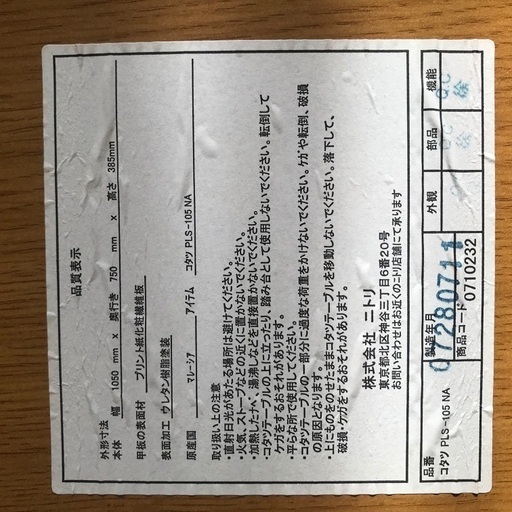 品質表示
外形寸法
本体 幅 1050 mm x 奥行き 750 mm x 高さ 385mm
甲板の表面材 プリント紙化粧繊維板
表面加工 ウレタン樹脂塗装
原産国 マレーシア アイテム コタツ PLS-105 NA
取り扱い上の注意
・直射日光があたる場所は避けてください。
・火気、ストーブなどの近くに置かないでください。
・加熱したナベ、湯沸しなどを直接置かないでください。
・コタツテーブルの上に立ったり、踏み台として使用しないでください。転倒して
ケガをするおそれがあります。
・平らな所で使用してください。
・コタツテーブルの一部分に過度な荷重をかけないでください。ケガや転倒、破損
の原因となります。
・上にものをのせたままコタツテーブルを移動しないでください。落下して、
破損・ケガをするおそれがあります。
株式会社 ニトリ
東京都北区神谷三丁目6番20号
お問い合わせはお近くのニトリ店舗にて承ります
品番 製造年月 外観 部品 機能
07280711
コタツ PLS-105 NA 商品コード 0710232